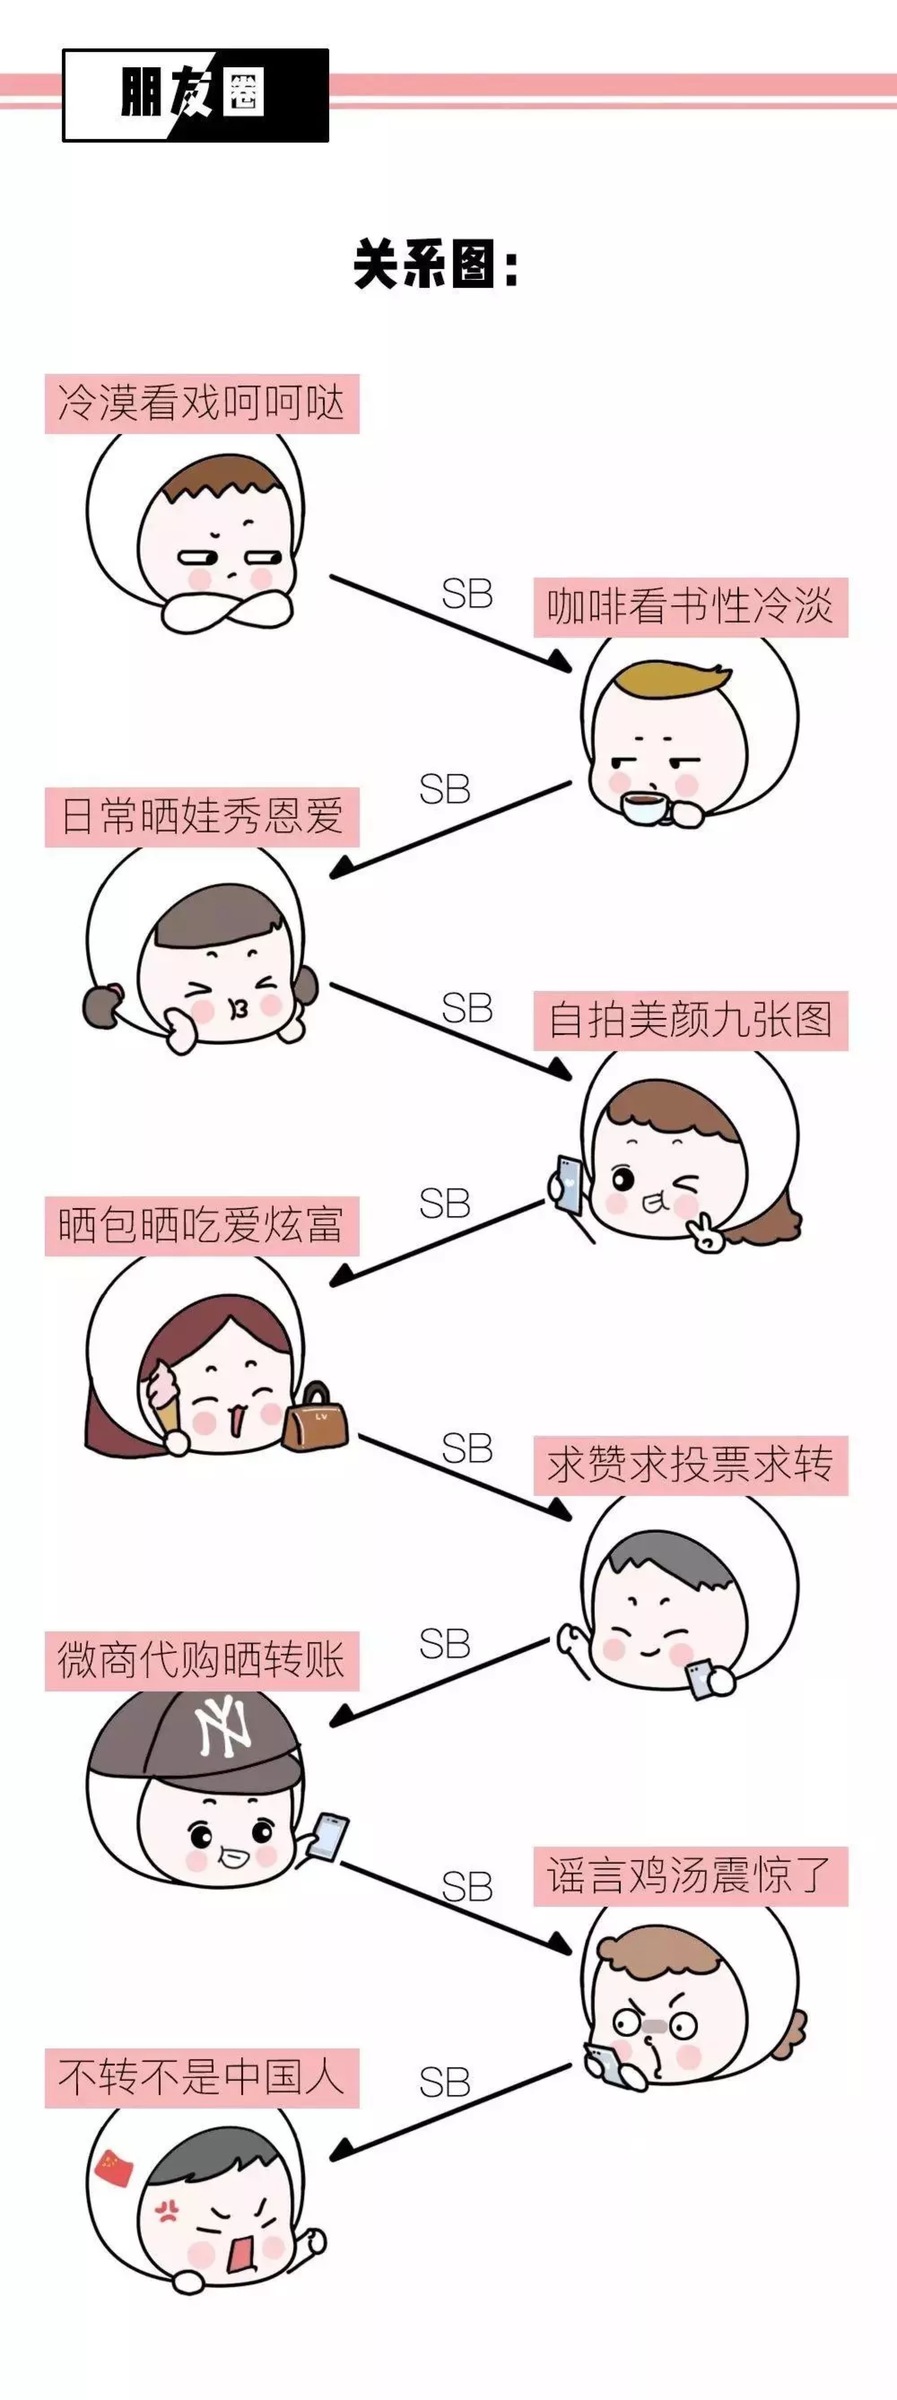 朋友圈
关系图：
冷漠看戏呵呵哒
SB
咖啡看书性冷淡
SB
日常晒娃秀恩爱
SB
自拍美颜九张图
SB
晒包晒吃爱炫富
LV
SB
求赞求投票求转
SB
微商代购晒转账
NY
SB
谣言鸡汤震惊了
SB
不转不是中国人